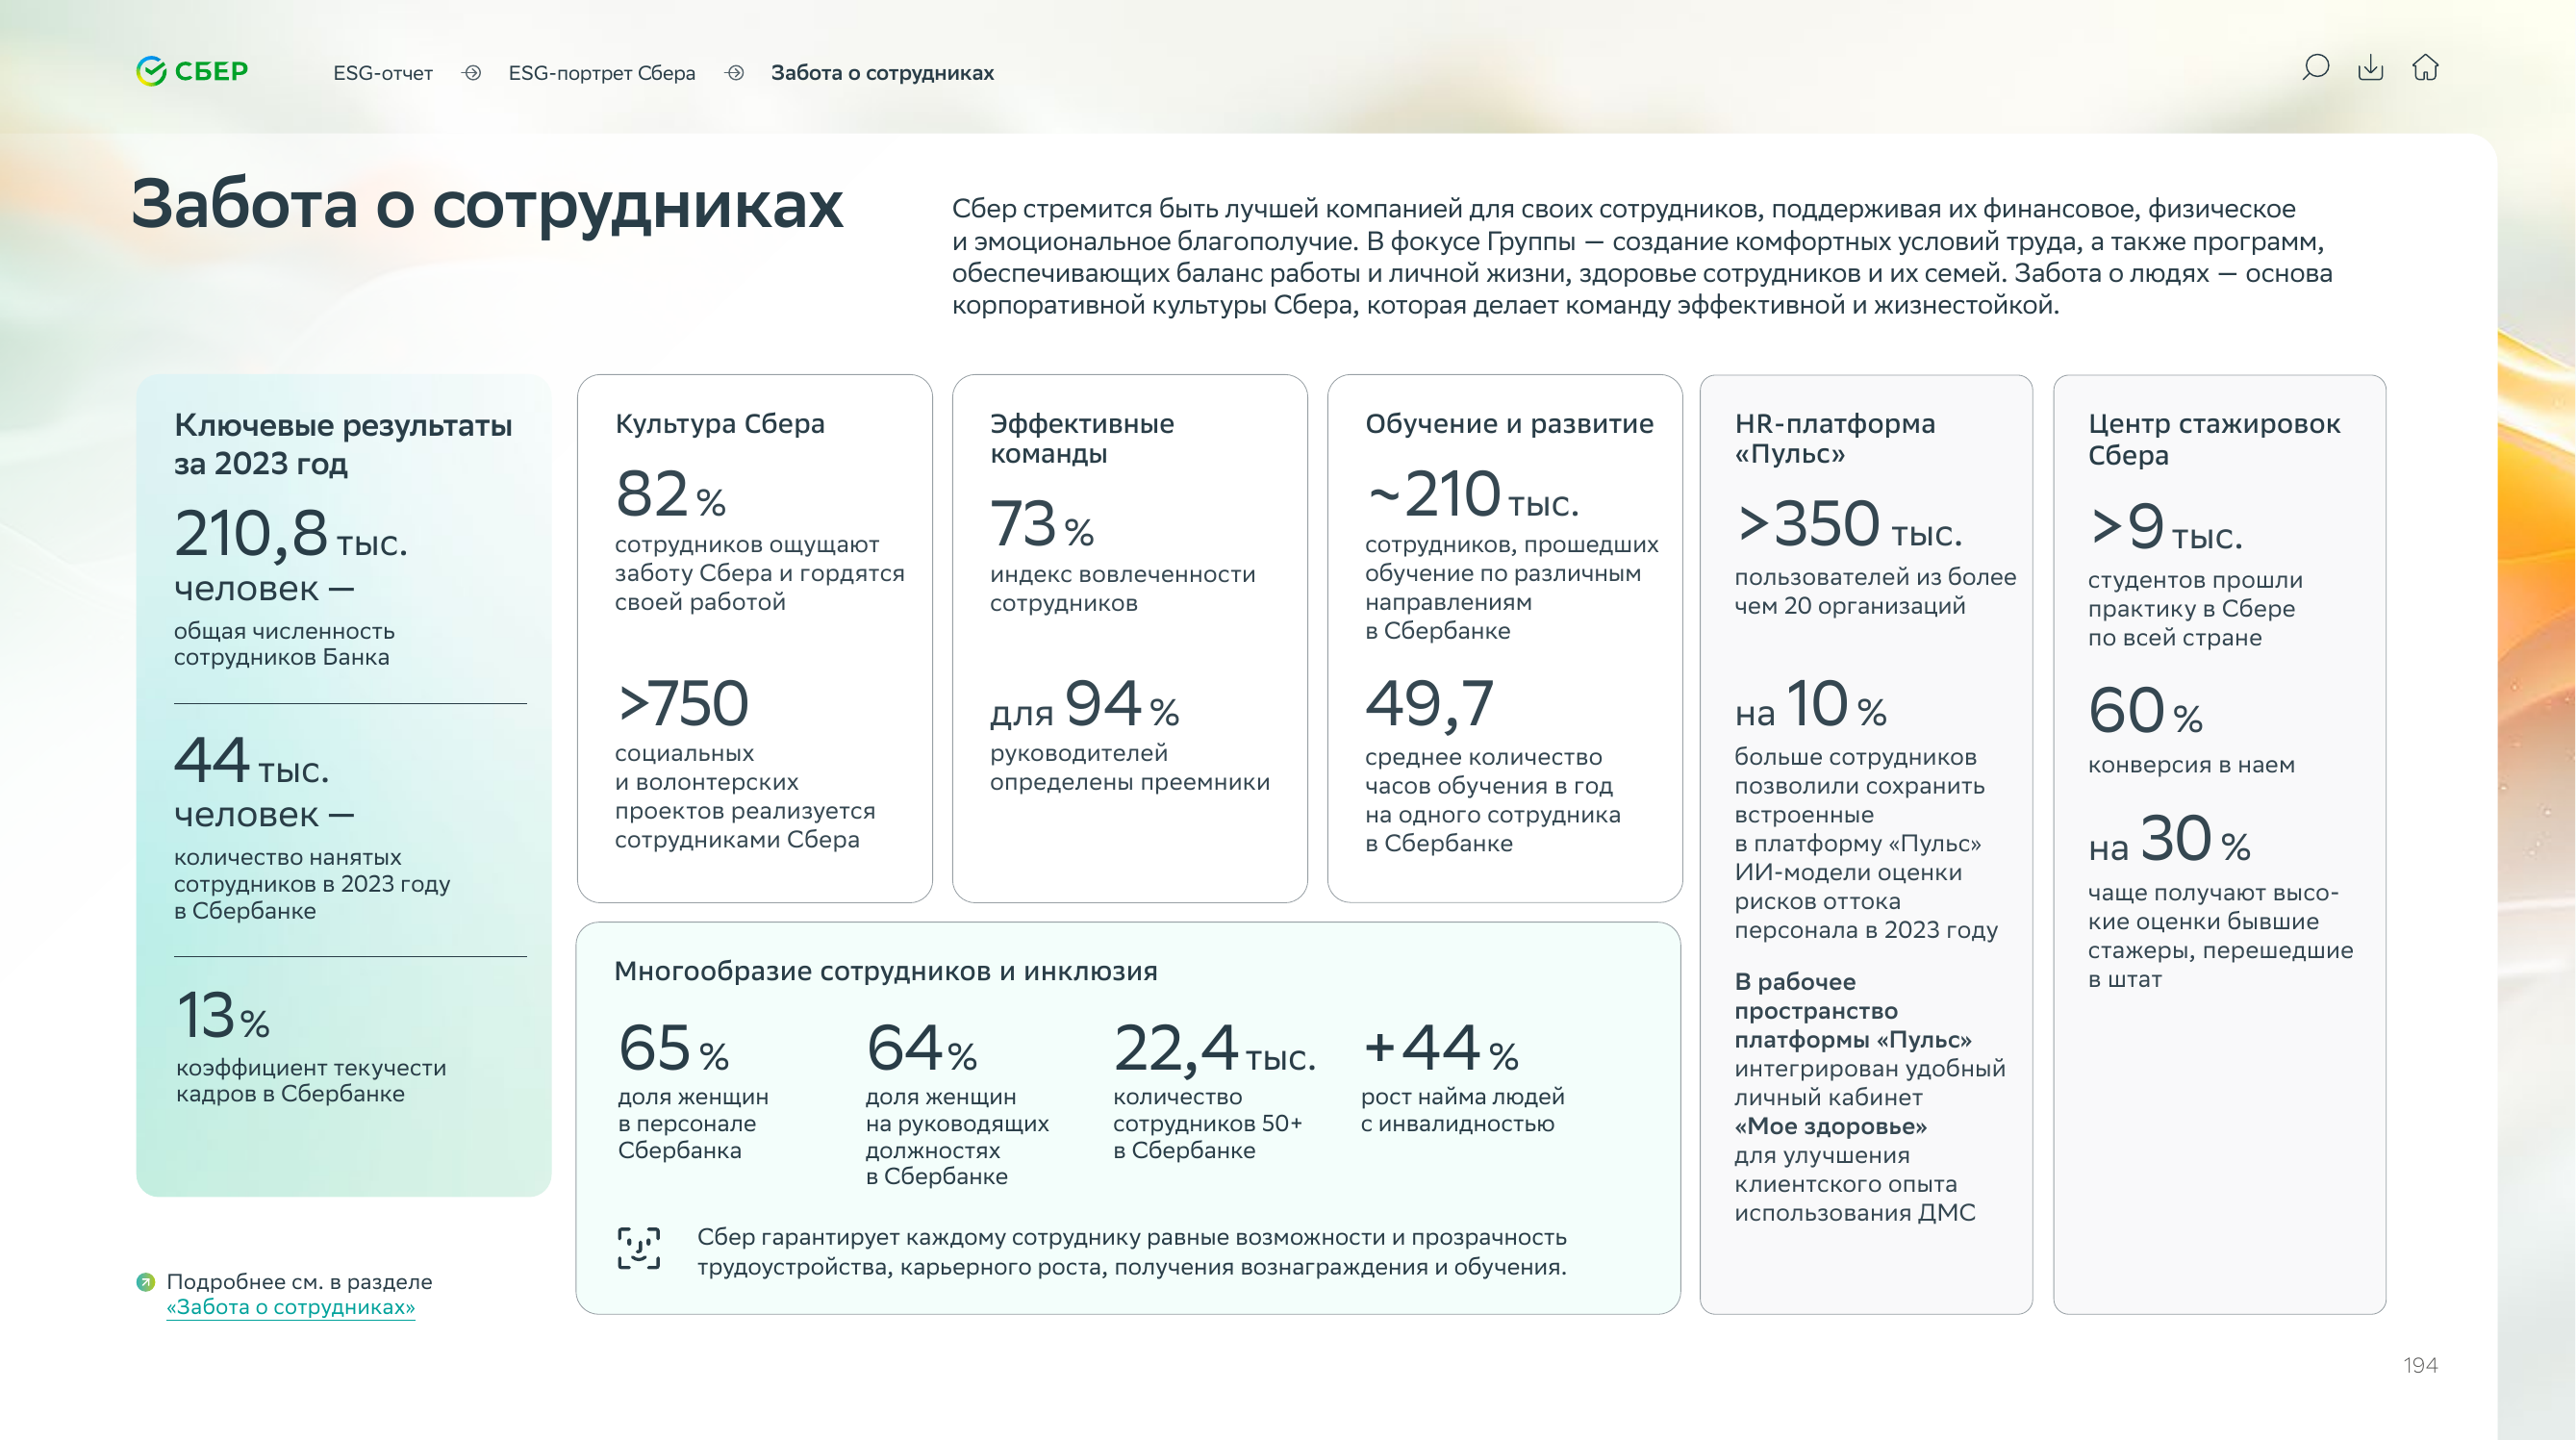 СБЕР
ESG-отчет
ESG-портрет Сбера
Забота о сотрудниках
Забота о сотрудниках
Сбер стремится быть лучшей компанией для своих сотрудников, поддерживая их финансовое, физическое
и эмоциональное благополучие. В фокусе Группы — создание комфортных условий труда, а также программ,
обеспечивающих баланс работы и личной жизни, здоровье сотрудников и их семей. Забота о людях — основа
корпоративной культуры Сбера, которая делает команду эффективной и жизнестойкой.
Ключевые результаты
за 2023 год
210,8 тыс.
человек —
общая численность
сотрудников Банка
44 тыс.
человек —
количество нанятых
сотрудников в 2023 году
в Сбербанке
13 %
коэффициент текучести
кадров в Сбербанке
Подробнее см. в разделе
«Забота о сотрудниках»
Культура Сбера
82 %
сотрудников ощущают
заботу Сбера и гордятся
своей работой
>750
социальных
и волонтерских
проектов реализуется
сотрудниками Сбера
Эффективные
команды
73 %
индекс вовлеченности
сотрудников
для 94 %
руководителей
определены преемники
Обучение и развитие
~210 тыс.
сотрудников, прошедших
обучение по различным
направлениям
в Сбербанке
49,7
среднее количество
часов обучения в год
на одного сотрудника
в Сбербанке
Многообразие сотрудников и инклюзия
65 %
доля женщин
в персонале
Сбербанка
64 %
доля женщин
на руководящих
должностях
в Сбербанке
22,4 тыс.
количество
сотрудников 50+
в Сбербанке
+44 %
рост найма людей
с инвалидностью
Сбер гарантирует каждому сотруднику равные возможности и прозрачность
трудоустройства, карьерного роста, получения вознаграждения и обучения.
HR-платформа
«Пульс»
>350 тыс.
пользователей из более
чем 20 организаций
на 10 %
больше сотрудников
позволили сохранить
встроенные
в платформу «Пульс»
ИИ-модели оценки
рисков оттока
персонала в 2023 году
В рабочее
пространство
платформы «Пульс»
интегрирован удобный
личный кабинет
«Мое здоровье»
для улучшения
клиентского опыта
использования ДМС
Центр стажировок
Сбера
>9 тыс.
студентов прошли
практику в Сбере
по всей стране
60 %
конверсия в наем
на 30 %
чаще получают высо-
кие оценки бывшие
стажеры, перешедшие
в штат
194